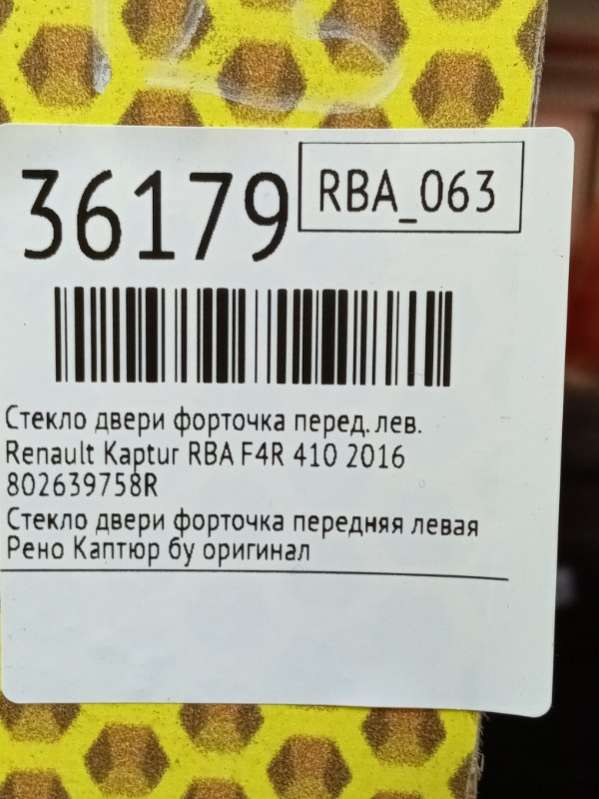 36179
RBA_063
Стекло двери форточка перед. лев.
Renault Kaptur RBA F4R 410 2016
802639758R
Стекло двери форточка передняя левая
Рено Каптюр бу оригинал